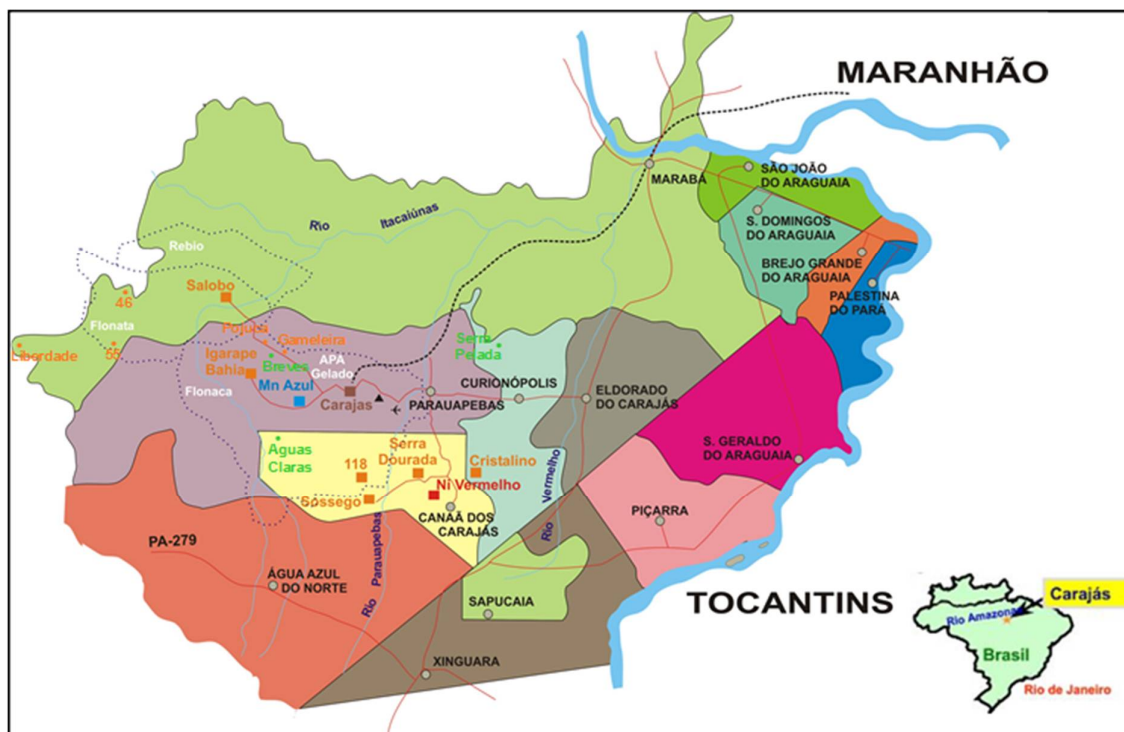 MARANHÃO
MARABÁ
SÃO JOÃO
DO ARAGUAIA
Rio Itacaiúnas
S. DOMINGOS
DO ARAGUAIA
Rebio
BREJO GRANDE
DO ARAGUAIA
Salobo
46
PALESTINA
DO PARÁ
Flonata
Pojuca
Gameleira
Serra
Pelada
Liberdade
55
Igarape
Bahia
Breves
APA
Gelado
Mn Azul
Flonaca
Carajas
PARAUAPEBAS
CURIONÓPOLIS
ELDORADO
DO CARAJÁS
Aguas
Claras
118
Serra
Dourada
Cristalino
S. GERALDO
DO ARAGUAIA
Sossego
Ni Vermelho
Rio Vermelho
CANAÃ DOS
CARAJÁS
PIÇARRA
PA-279
Rio Parauapebas
ÁGUA AZUL
DO NORTE
SAPUCAIA
TOCANTINS
XINGUARA
Carajás
Rio Amazonas
Brasil
Rio de Janeiro